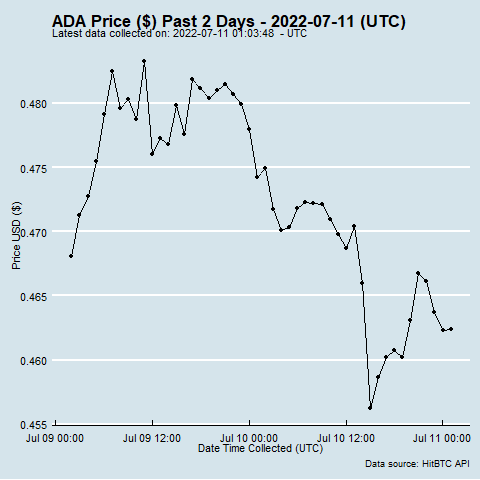 ADA Price ($) Past 2 Days - 2022-07-11 (UTC)
Latest data collected on: 2022-07-11 01:03:48 - UTC
0.480
0.475
0.470
0.465
0.460
0.455
Price USD ($)
Jul 09 00:00 Jul 09 12:00 Jul 10 00:00 Jul 10 12:00 Jul 11 00:00
Date Time Collected (UTC)
Data source: HitBTC API